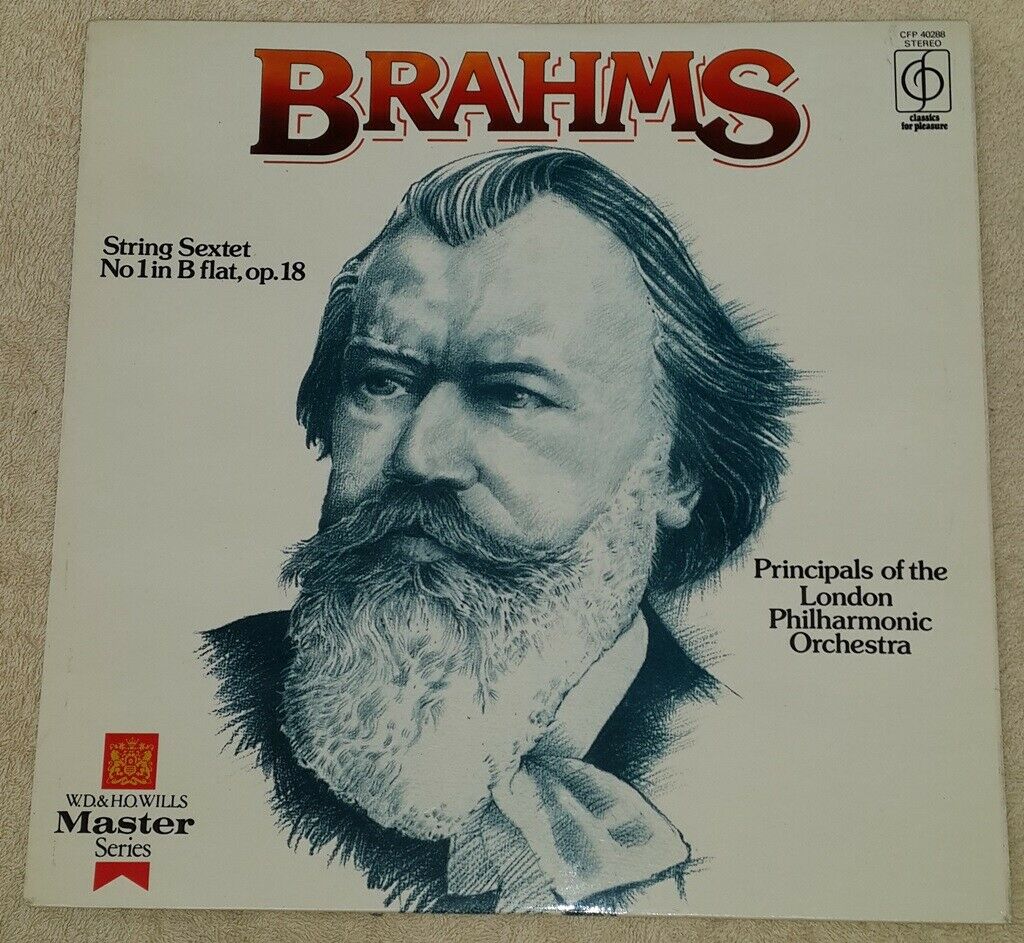 BRAHMS
CFP 40288
STEREO
classics
for pleasure
String Sextet
No 1 in B flat, op. 18
Principals of the
London
Philharmonic
Orchestra
W.D. & H.O. WILLS
Master
Series